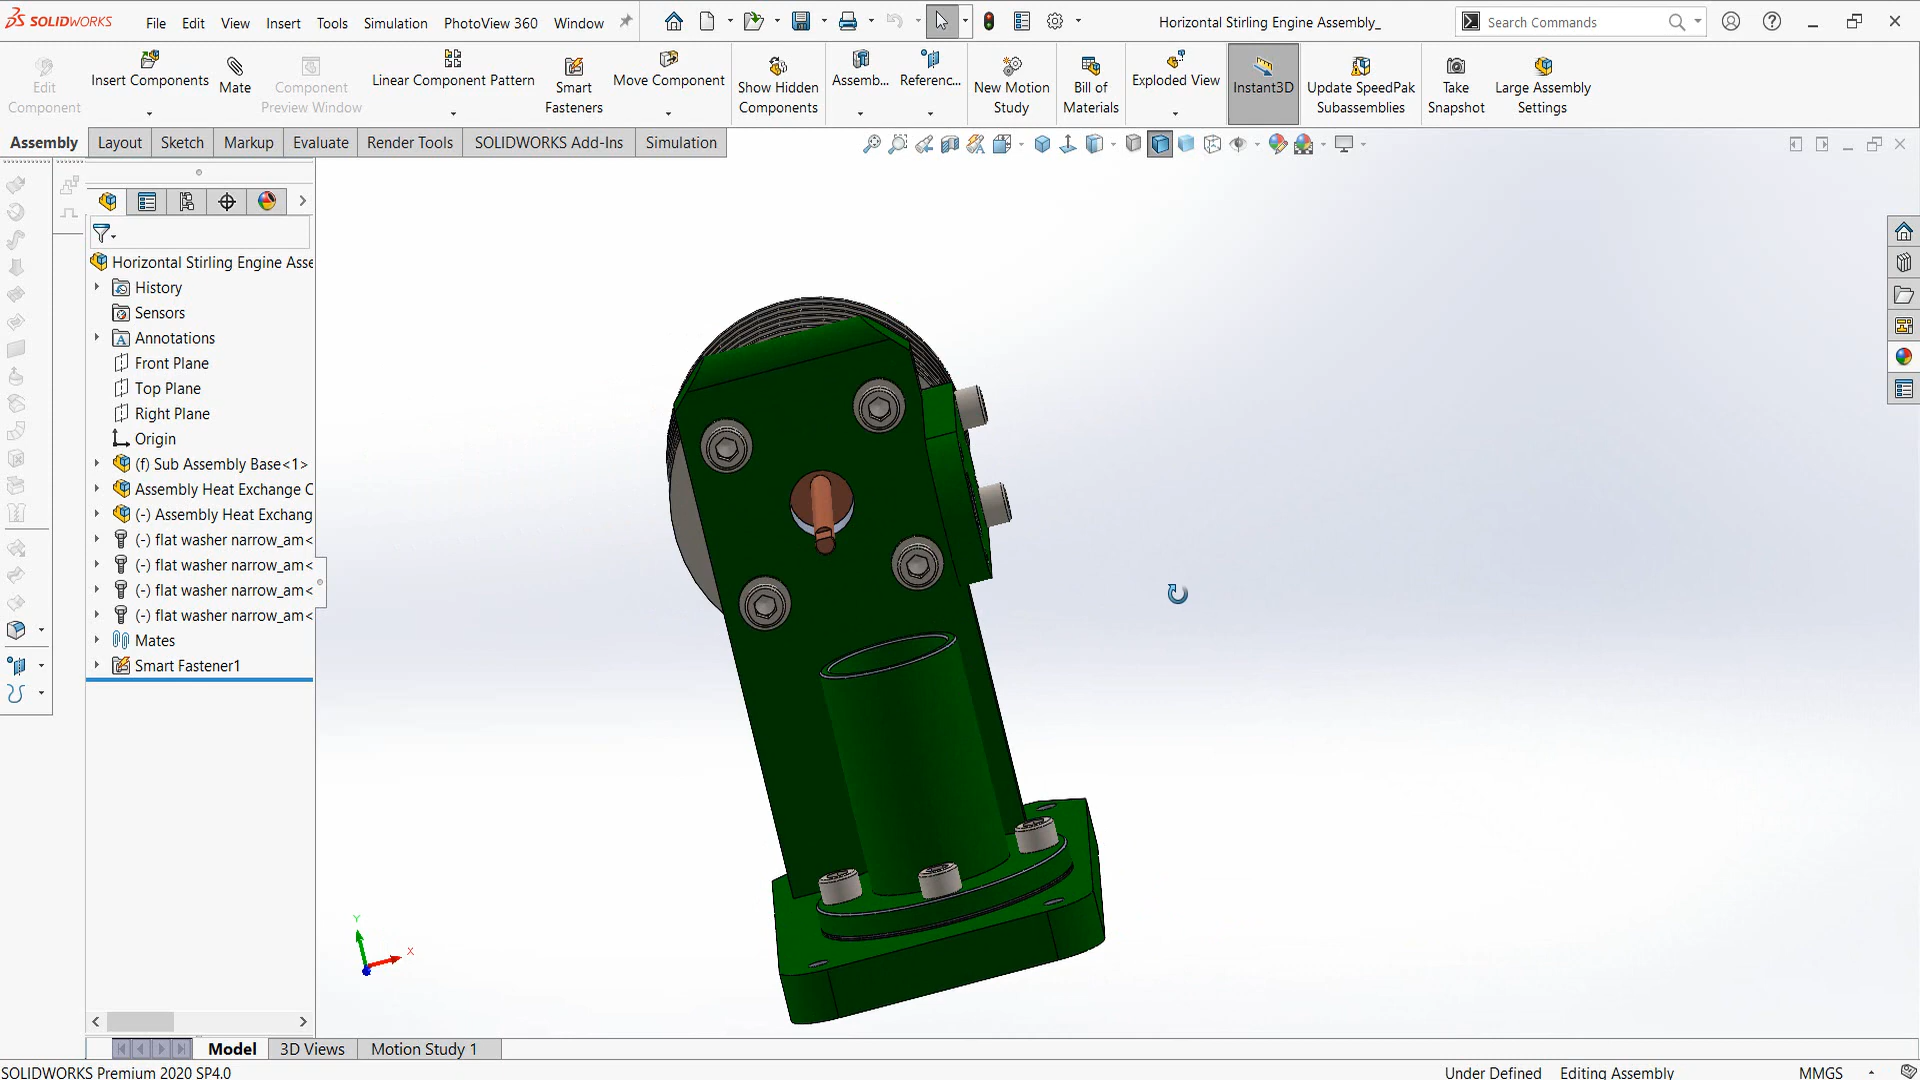 SOLIDWORKS File Edit View Insert Tools Simulation PhotoView 360 Window
Horizontal Stirling Engine Assembly_
Search Commands
Edit Component
Insert Components
Mate
Component Preview Window
Linear Component Pattern
Smart Fasteners
Move Component
Show Hidden Components
Assemb...
Referenc...
New Motion Study
Bill of Materials
Exploded View
Instant3D
Update SpeedPak Subassemblies
Take Snapshot
Large Assembly Settings
Assembly Layout Sketch Markup Evaluate Render Tools SOLIDWORKS Add-Ins Simulation
Horizontal Stirling Engine Asse
History
Sensors
Annotations
Front Plane
Top Plane
Right Plane
Origin
(f) Sub Assembly Base<1>
Assembly Heat Exchange C
(-) Assembly Heat Exchang
(-) flat washer narrow_am<
(-) flat washer narrow_am<
(-) flat washer narrow_am<
(-) flat washer narrow_am<
Mates
Smart Fastener1
Y
X
Model 3D Views Motion Study 1
SOLIDWORKS Premium 2020 SP4.0
Under Defined Editing Assembly MMGS